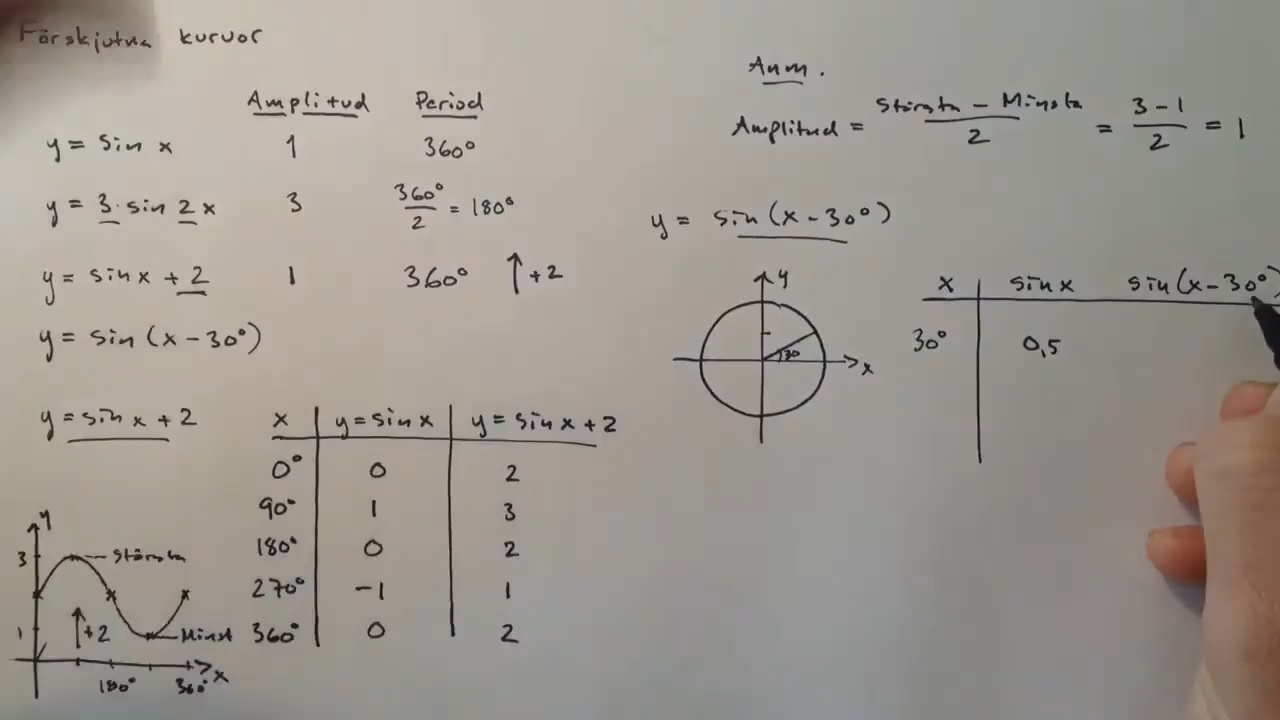 Förskjutna kurvor
Amplitud Period
y = sin x 1 360°
y = 3·sin 2x 3 360°/2 = 180°
y = sinx + 2 1 360° ↑+2
y = sin (x - 30°)
y = sin x + 2
x y = sin x y = sin x + 2
0° 0 2
90° 1 3
180° 0 2
270° -1 1
360° 0 2
y
3
Största
1
+2
Minst
180° 360° x
Anm.
Amplitud = Största - Minsta/2 = 3-1/2 = 1
y = sin (x - 30°)
y
30
x
x sin x sin(x - 30°)
30° 0,5